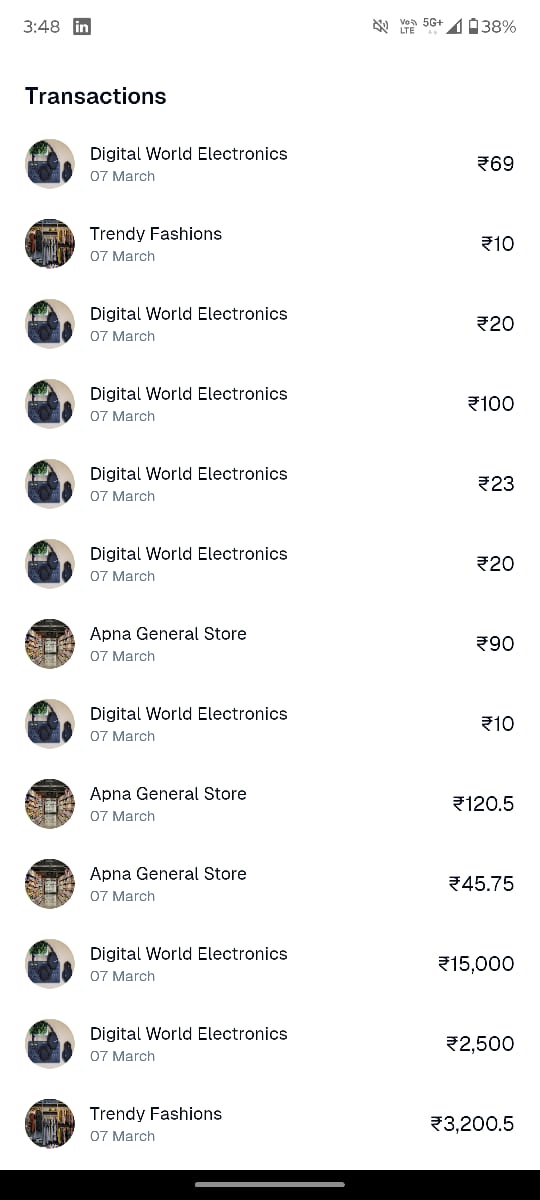 3:48
Vo
LTE
5G+
38%
Transactions
Digital World Electronics
07 March
₹69
Trendy Fashions
07 March
₹10
Digital World Electronics
07 March
₹20
Digital World Electronics
07 March
₹100
Digital World Electronics
07 March
₹23
Digital World Electronics
07 March
₹20
Apna General Store
07 March
₹90
Digital World Electronics
07 March
₹10
Apna General Store
07 March
₹120.5
Apna General Store
07 March
₹45.75
Digital World Electronics
07 March
₹15,000
Digital World Electronics
07 March
₹2,500
Trendy Fashions
07 March
₹3,200.5